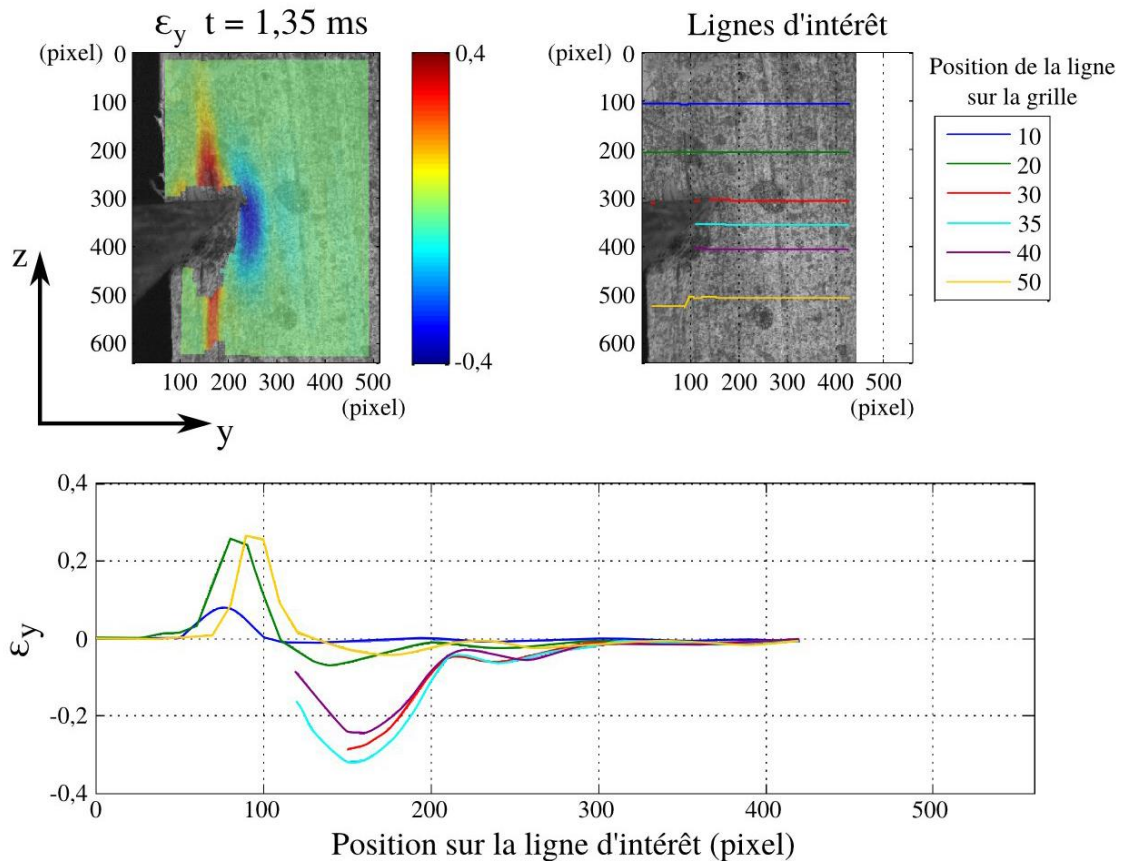 εy t = 1,35 ms
Lignes d'intérêt
(pixel)
0
100
200
300
400
500
600
100 200 300 400 500
(pixel)
0,4
-0,4
z
y
(pixel)
0
100
200
300
400
500
600
100 200 300 400 500
(pixel)
Position de la ligne
sur la grille
10
20
30
35
40
50
εy
0,4
0,2
0
-0,2
-0,4
0 100 200 300 400 500
Position sur la ligne d'intérêt (pixel)